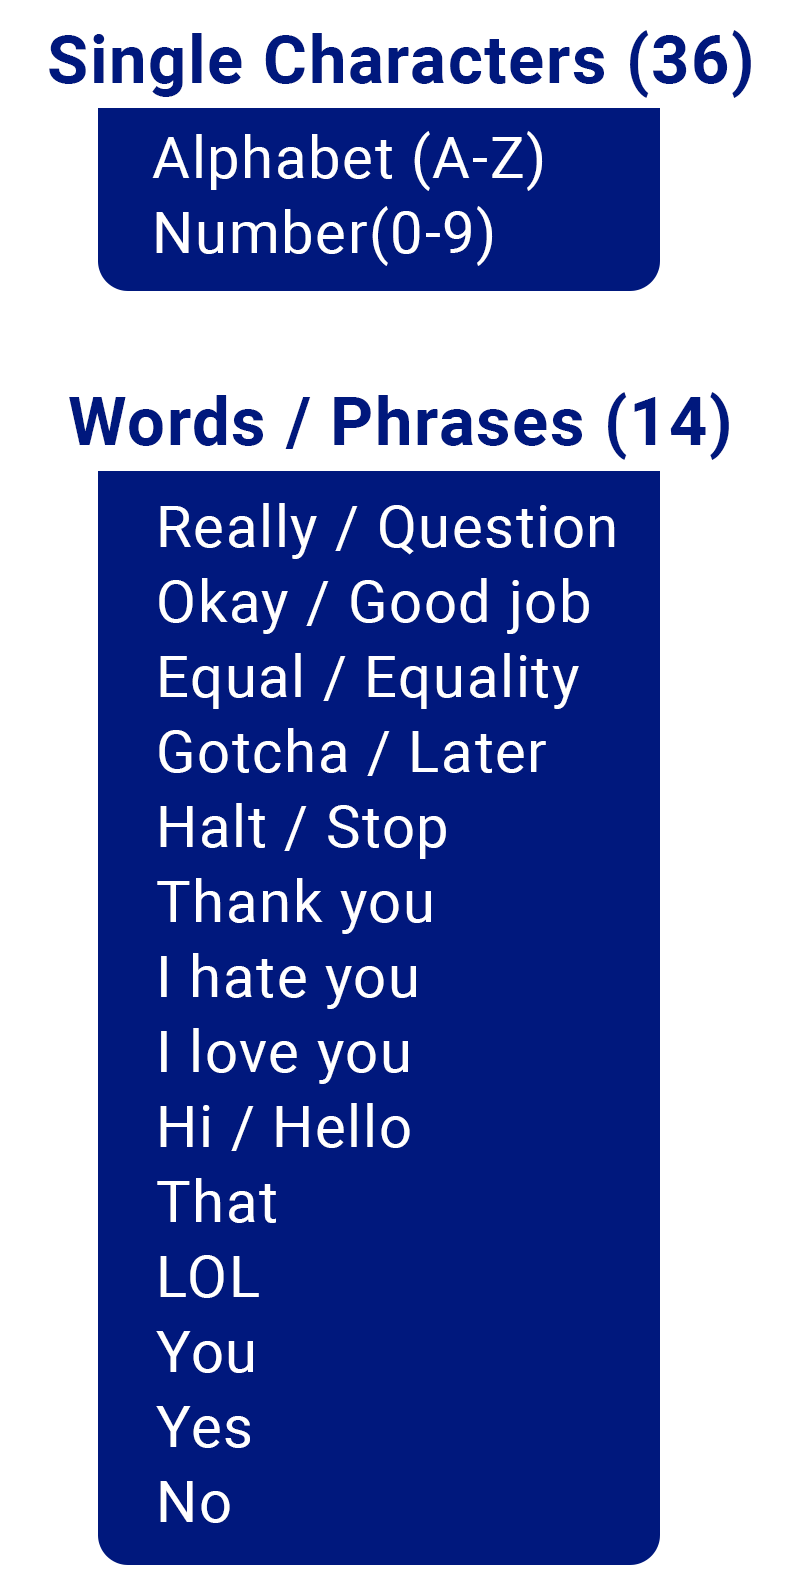 Single Characters (36)
Alphabet (A-Z)
Number(0-9)
Words / Phrases (14)
Really / Question
Okay / Good job
Equal / Equality
Gotcha / Later
Halt / Stop
Thank you
I hate you
I love you
Hi / Hello
That
LOL
You
Yes
No